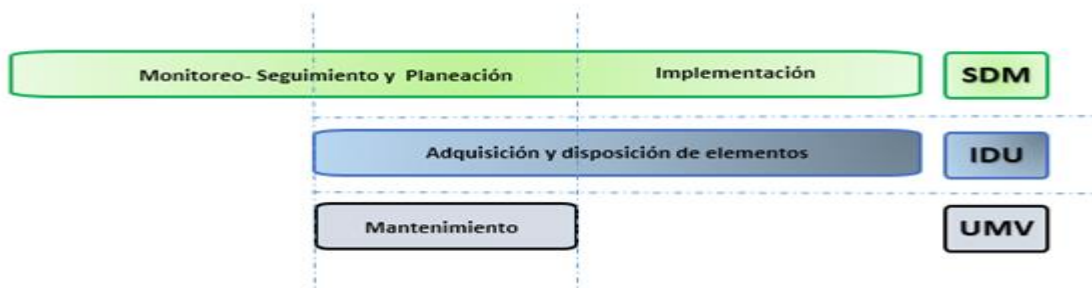 Monitoreo- Seguimiento y Planeación
Implementación
SDM
Adquisición y disposición de elementos
IDU
Mantenimiento
UMV